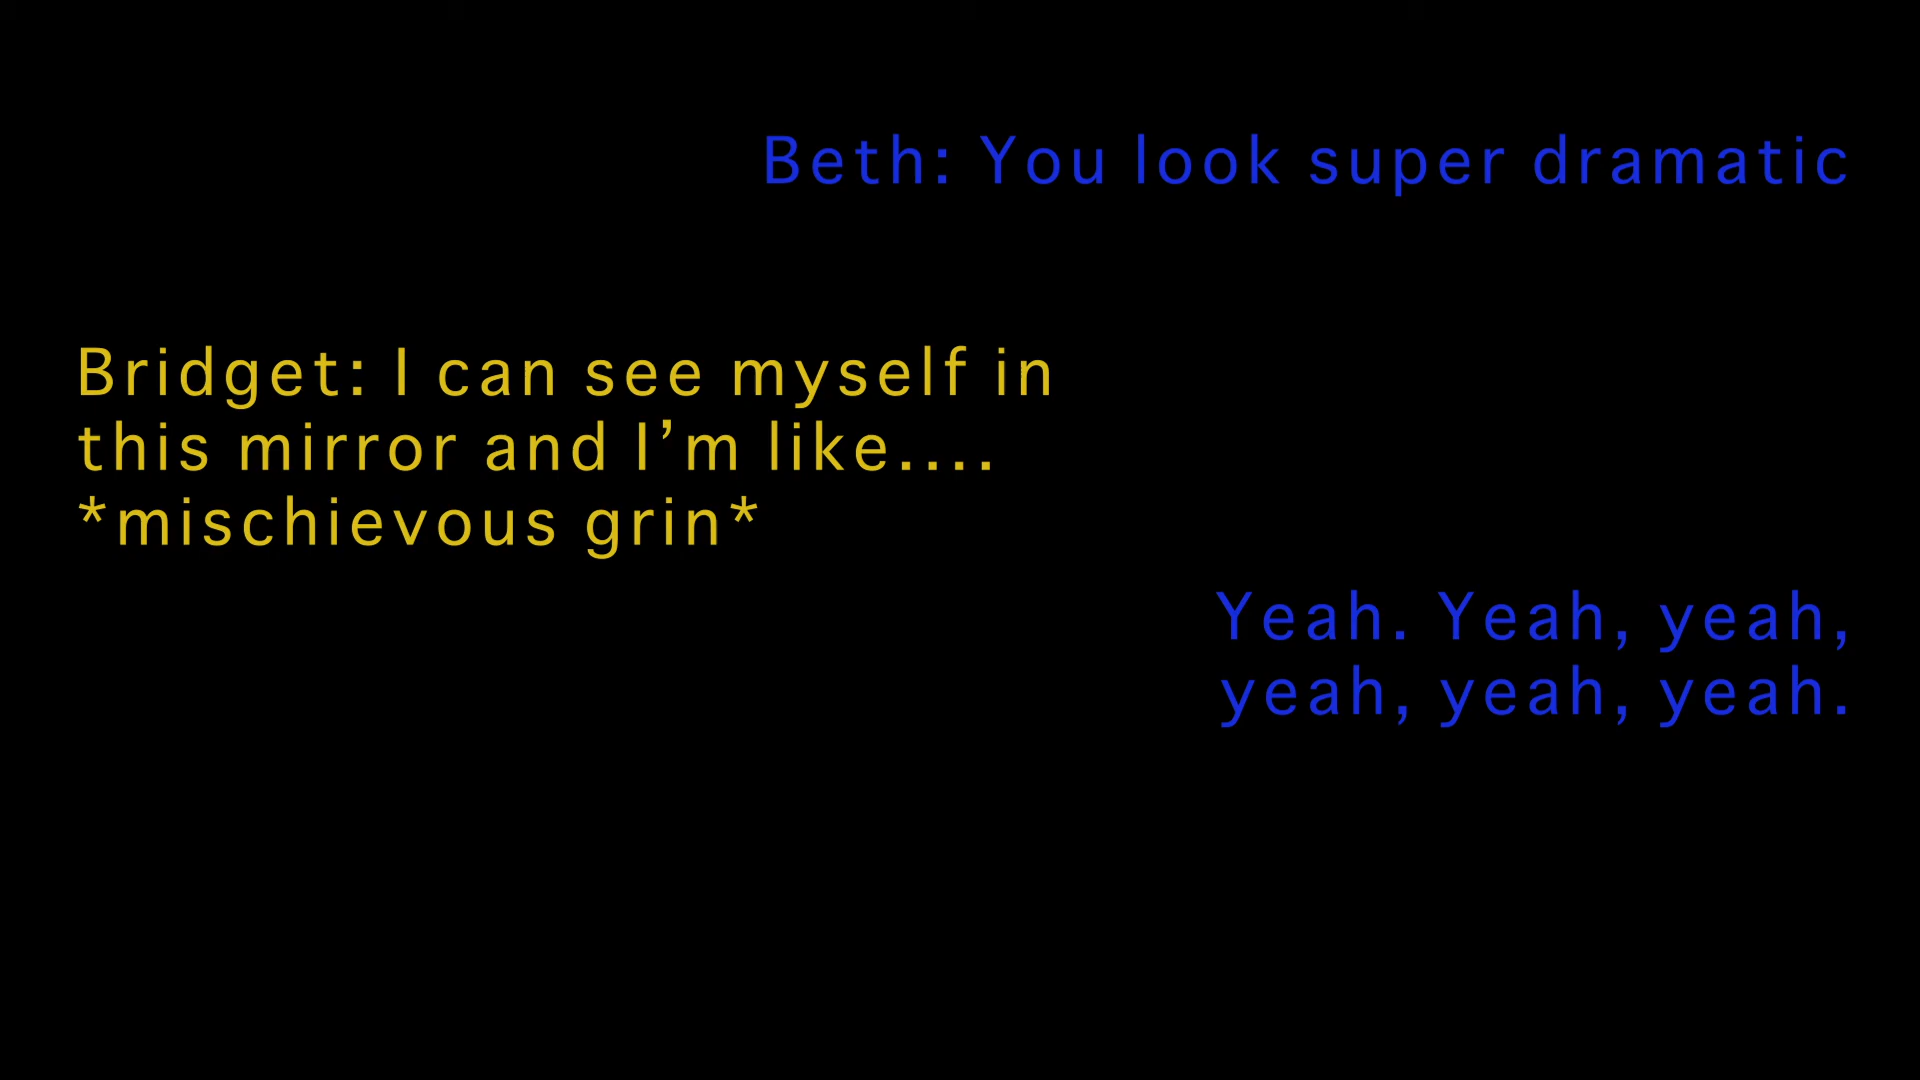 Beth: You look super dramatic
Bridget: I can see myself in
this mirror and I’m like....
*mischievous grin*
Yeah. Yeah, yeah,
yeah, yeah, yeah.